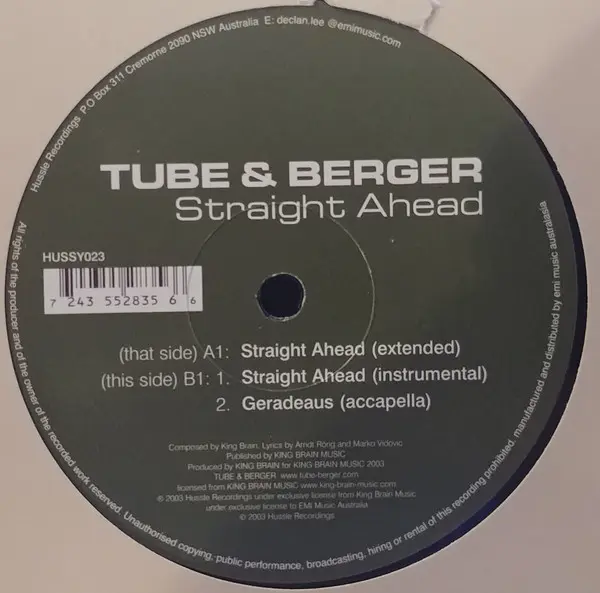 Hussle Recordings P.O Box 311 Cremorne 2090 NSW Australia E: declan.lee @emimusic.com
TUBE & BERGER
Straight Ahead
HUSSY023
7 243 552835 6 6
(that side) A1: Straight Ahead (extended)
(this side) B1: 1. Straight Ahead (instrumental)
2. Geradeaus (accapella)
Composed by King Brain. Lyrics by Arndt Röng and Marko Vidovic
Published by KING BRAIN MUSIC
Produced by KING BRAIN for KING BRAIN MUSIC 2003
TUBE & BERGER. www.tube-berger.com
licensed from KING BRAIN MUSIC www.king-brain-music.com
℗ 2003 Hussle Recordings under exclusive license from King Brain Music
under exclusive license to EMI Music Australia
© 2003 Hussle Recordings
All rights of the producer and of the owner of the recorded work reserved. Unauthorised copying, public performance, broadcasting, hiring or rental of this recording prohibited. manufactured and distributed by emi music australasia